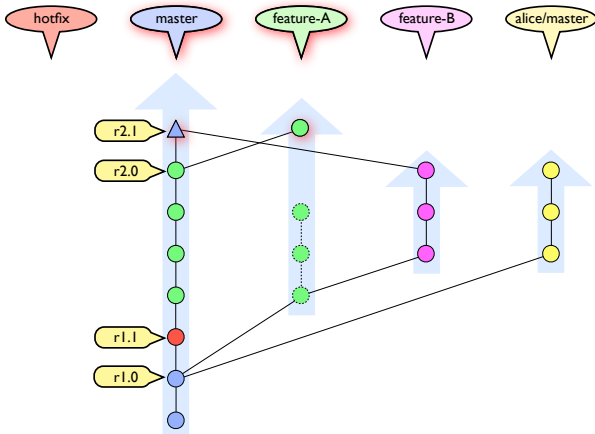 hotfix
master
feature-A
feature-B
alice/master
r2.1
r2.0
r1.1
r1.0